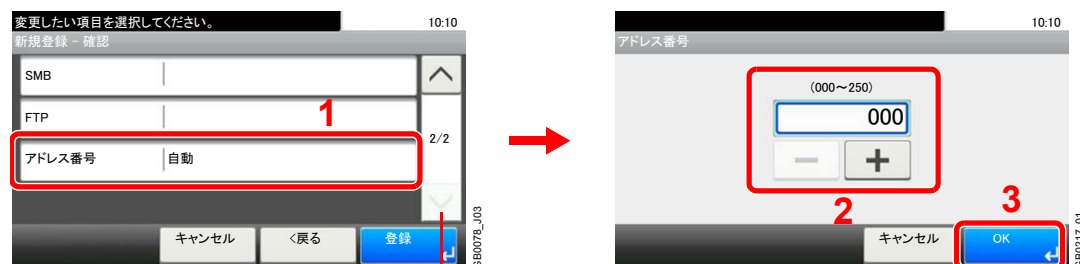 変更したい項目を選択してください。 10:10
新規登録 - 確認
SMB
FTP
1
2/2
アドレス番号 自動
キャンセル <戻る 登録
GB0078_J03
10:10
アドレス番号
(000～250)
000
- +
2
3
キャンセル OK
GB0217_01